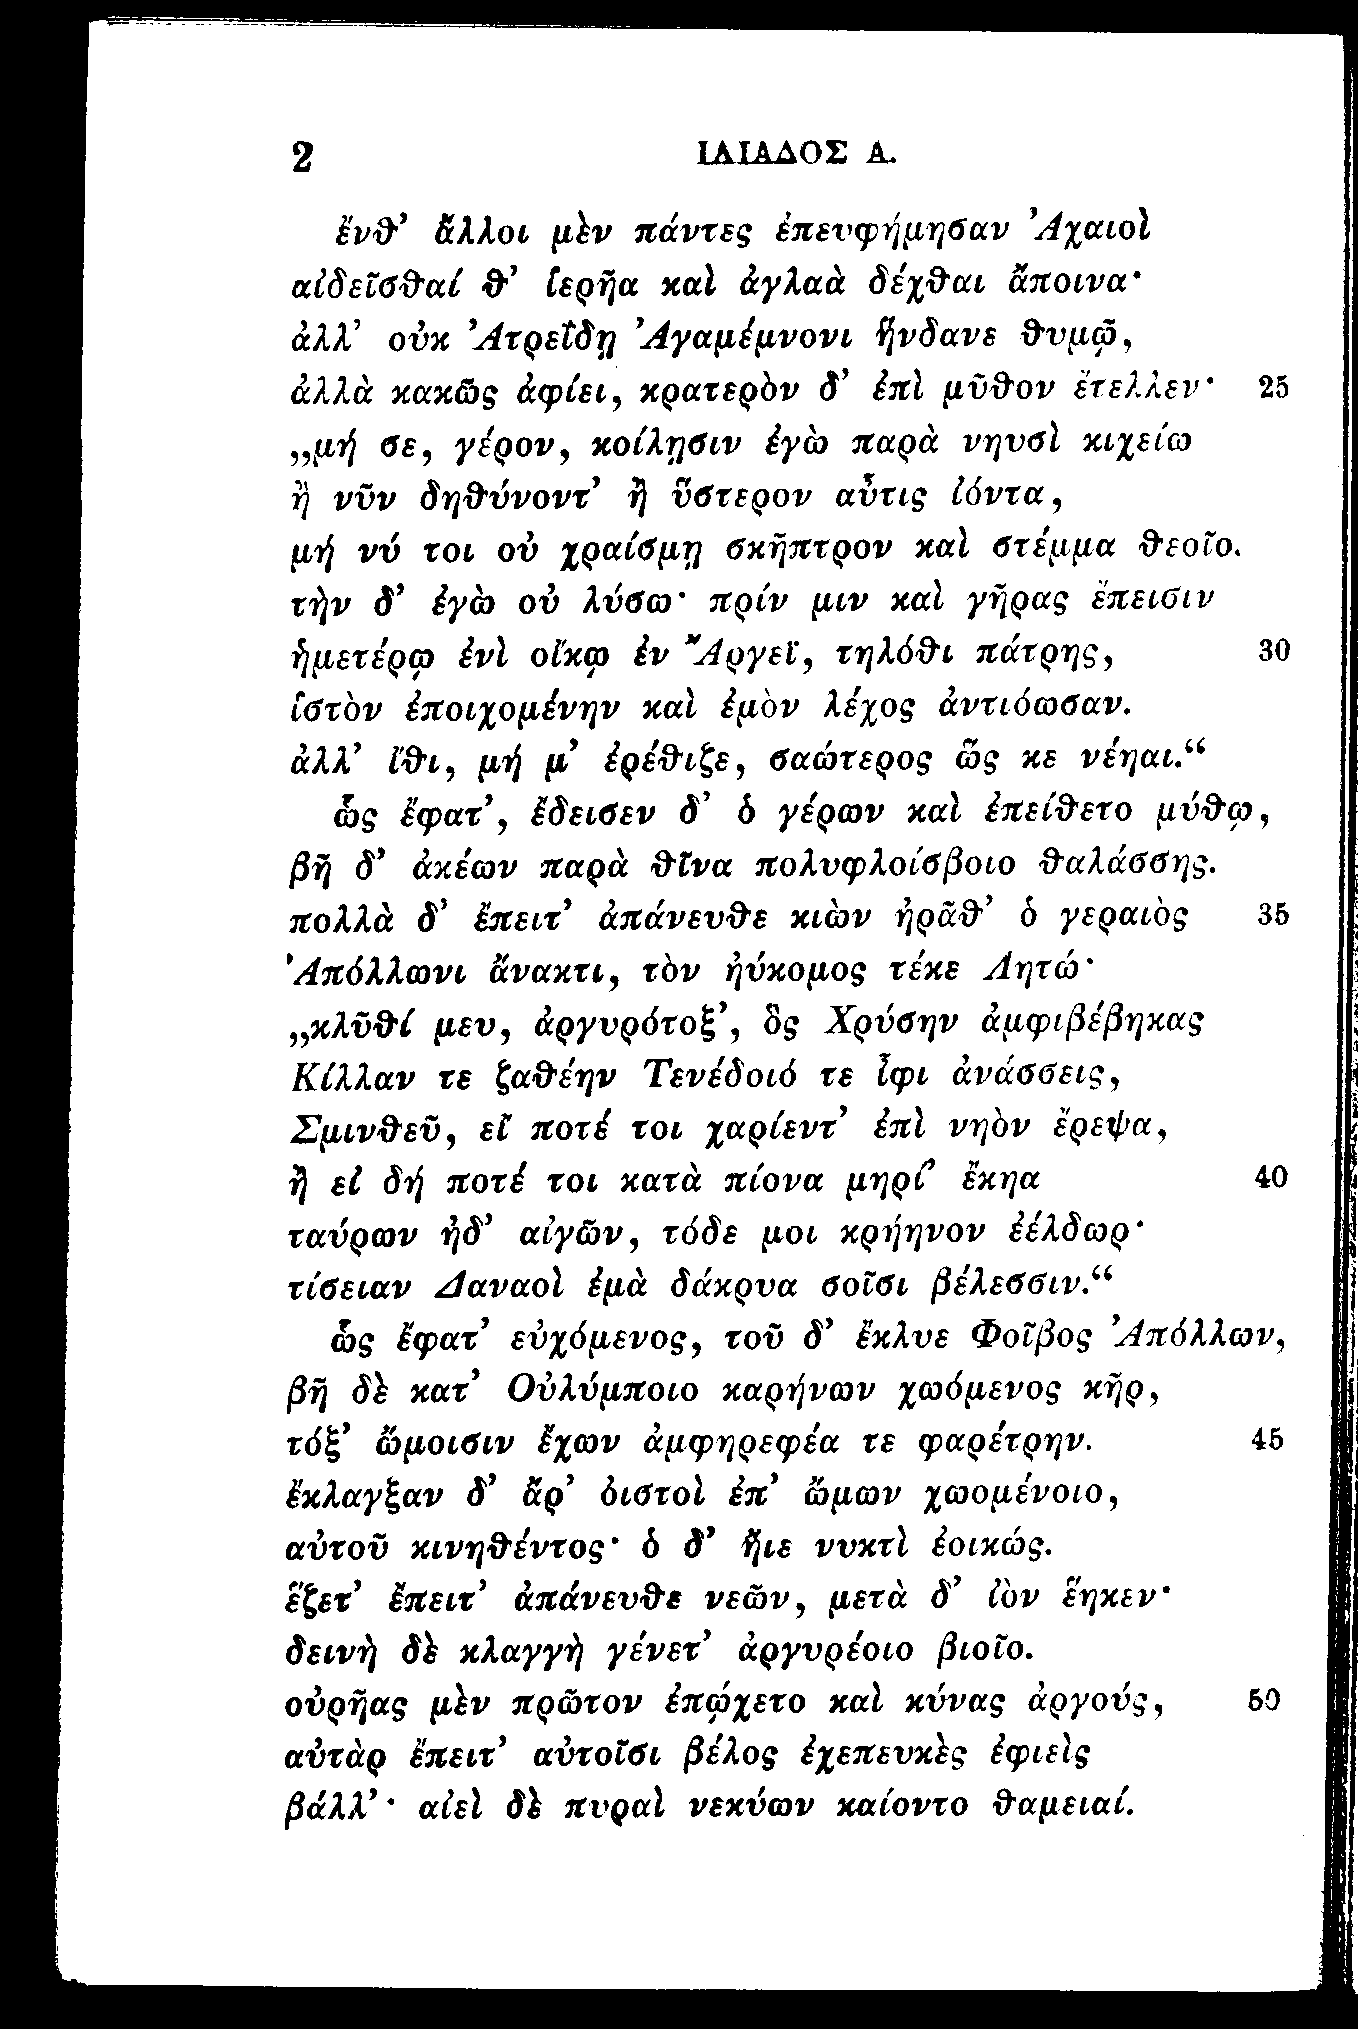 2 ΙΛΙΑΔΟΣ Α.
ἔνθ’ ἄλλοι μὲν πάντες ἐπευφήμησαν Ἀχαιοὶ
αἰδεῖσθαί θ’ ἱερῆα καὶ ἀγλαὰ δέχθαι ἄποινα·
ἀλλ’ οὐκ Ἀτρεΐδῃ Ἀγαμέμνονι ἥνδανε θυμῷ,
ἀλλὰ κακῶς ἀφίει, κρατερὸν δ’ ἐπὶ μῦθον ἔτελλεν· 25
„μή σε, γέρον, κοίλῃσιν ἐγὼ παρὰ νηυσὶ κιχείω
ἢ νῦν δηθύνοντ’ ἢ ὕστερον αὖτις ἰόντα,
μή νύ τοι οὐ χραίσμῃ σκῆπτρον καὶ στέμμα θεοῖο.
τὴν δ’ ἐγὼ οὐ λύσω· πρίν μιν καὶ γῆρας ἔπεισιν
ἡμετέρῳ ἐνὶ οἴκῳ ἐν Ἄργεϊ, τηλόθι πάτρης, 30
ἱστὸν ἐποιχομένην καὶ ἐμὸν λέχος ἀντιόωσαν.
ἀλλ’ ἴθι, μή μ’ ἐρέθιζε, σαώτερος ὥς κε νέηαι.“
ὣς ἔφατ’, ἔδεισεν δ’ ὁ γέρων καὶ ἐπείθετο μύθῳ,
βῆ δ’ ἀκέων παρὰ θῖνα πολυφλοίσβοιο θαλάσσης.
πολλὰ δ’ ἔπειτ’ ἀπάνευθε κιὼν ἠρᾶθ’ ὁ γεραιὸς 35
Ἀπόλλωνι ἄνακτι, τὸν ἠύκομος τέκε Λητώ·
„κλῦθί μευ, ἀργυρότοξ’, ὃς Χρύσην ἀμφιβέβηκας
Κίλλαν τε ζαθέην Τενέδοιό τε ἶφι ἀνάσσεις,
Σμινθεῦ, εἴ ποτέ τοι χαρίεντ’ ἐπὶ νηὸν ἔρεψα,
ἢ εἰ δή ποτέ τοι κατὰ πίονα μηρί’ ἔκηα 40
ταύρων ἠδ’ αἰγῶν, τόδε μοι κρήηνον ἐέλδωρ·
τίσειαν Δαναοὶ ἐμὰ δάκρυα σοῖσι βέλεσσιν.“
ὣς ἔφατ’ εὐχόμενος, τοῦ δ’ ἔκλυε Φοῖβος Ἀπόλλων,
βῆ δὲ κατ’ Οὐλύμποιο καρήνων χωόμενος κῆρ,
τόξ’ ὤμοισιν ἔχων ἀμφηρεφέα τε φαρέτρην. 45
ἔκλαγξαν δ’ ἄρ’ ὀιστοὶ ἐπ’ ὤμων χωομένοιο,
αὐτοῦ κινηθέντος· ὁ δ’ ἤιε νυκτὶ ἐοικώς.
ἕζετ’ ἔπειτ’ ἀπάνευθε νεῶν, μετὰ δ’ ἰὸν ἕηκεν·
δεινὴ δὲ κλαγγὴ γένετ’ ἀργυρέοιο βιοῖο.
οὐρῆας μὲν πρῶτον ἐπῴχετο καὶ κύνας ἀργούς, 50
αὐτὰρ ἔπειτ’ αὐτοῖσι βέλος ἐχεπευκὲς ἐφιεὶς
βάλλ’· αἰεὶ δὲ πυραὶ νεκύων καίοντο θαμειαί.